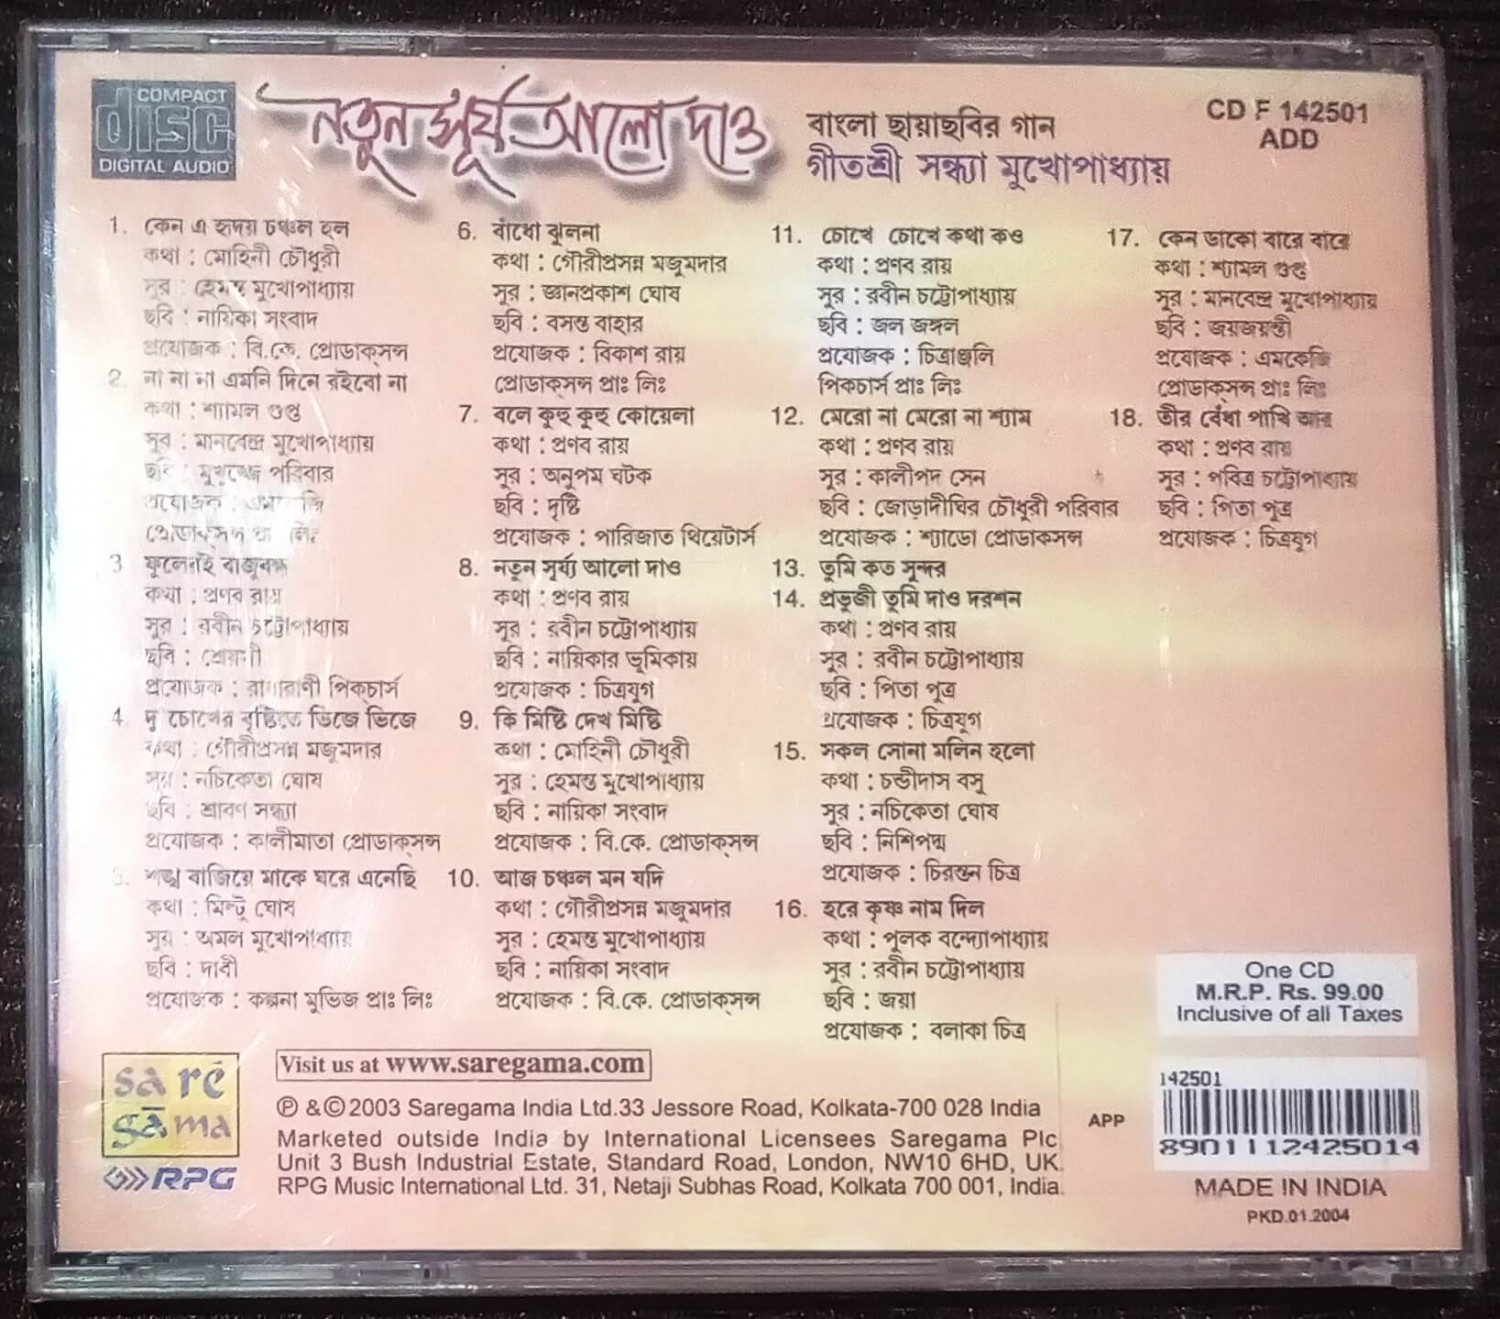 COMPACT
disc
DIGITAL AUDIO
নতুন সূর্য আলো দাও
বাংলা ছায়াছবির গান
গীতশ্রী সন্ধ্যা মুখোপাধ্যায়
CD F 142501
ADD
1. কেন এ হৃদয় চঞ্চল হল
কথা : মোহিনী চৌধুরী
সুর : হেমন্ত মুখোপাধ্যায়
ছবি : নায়িকা সংবাদ
প্রযোজক : বি.কে. প্রোডাক্‌সন্স
2. না না না এমনি দিনে রইবো না
কথা : শ্যামল গুপ্ত
সুর : মানবেন্দ্র মুখোপাধ্যায়
ছবি : মুখুজ্জে পরিবার
প্রযোজক :
প্রোডাক্‌সন্স প্রাঃ লিঃ
3 ফুলেরই বাজুবন্ধ
কথা : প্রণব রায়
সুর : রবীন চট্টোপাধ্যায়
ছবি :
প্রযোজক : রাধারাণী পিকচার্স
4. দু চোখের বৃষ্টিতে ভিজে ভিজে
কথা : গৌরীপ্রসন্ন মজুমদার
সুর : নচিকেতা ঘোষ
ছবি : শ্রাবণ সন্ধ্যা
প্রযোজক : কালীমাতা প্রোডাক্‌সন্স
5. শঙ্খ বাজিয়ে মাকে ঘরে এনেছি
কথা : মিল্টু ঘোষ
সুর : অমল মুখোপাধ্যায়
ছবি : দাবী
প্রযোজক : কল্পনা মুভিজ প্রাঃ লিঃ
6. বাঁধো ঝুলনা
কথা : গৌরীপ্রসন্ন মজুমদার
সুর : জ্ঞানপ্রকাশ ঘোষ
ছবি : বসন্ত বাহার
প্রযোজক : বিকাশ রায়
প্রোডাক্‌সন্স প্রাঃ লিঃ
7. বলে কুহু কুহু কোয়েলা
কথা : প্রণব রায়
সুর : অনুপম ঘটক
ছবি : দৃষ্টি
প্রযোজক : পারিজাত থিয়েটার্স
8. নতুন সূর্য্য আলো দাও
কথা : প্রণব রায়
সুর : রবীন চট্টোপাধ্যায়
ছবি : নায়িকার ভূমিকায়
প্রযোজক : চিত্রযুগ
9. কি মিষ্টি দেখ মিষ্টি
কথা : মোহিনী চৌধুরী
সুর : হেমন্ত মুখোপাধ্যায়
ছবি : নায়িকা সংবাদ
প্রযোজক : বি.কে. প্রোডাক্‌সন্স
10. আজ চঞ্চল মন যদি
কথা : গৌরীপ্রসন্ন মজুমদার
সুর : হেমন্ত মুখোপাধ্যায়
ছবি : নায়িকা সংবাদ
প্রযোজক : বি.কে. প্রোডাক্‌সন্স
11. চোখে চোখে কথা কও
কথা : প্রণব রায়
সুর : রবীন চট্টোপাধ্যায়
ছবি : জল জঙ্গল
প্রযোজক : চিত্রাঞ্জলি
পিকচার্স প্রাঃ লিঃ
12. মেরো না মেরো না শ্যাম
কথা : প্রণব রায়
সুর : কালীপদ সেন
ছবি : জোড়াদীঘির চৌধুরী পরিবার
প্রযোজক : শ্যাডো প্রোডাকসন্স
13. তুমি কত সুন্দর
14. প্রভুজী তুমি দাও দরশন
কথা : প্রণব রায়
সুর : রবীন চট্টোপাধ্যায়
ছবি : পিতা পুত্র
প্রযোজক : চিত্রযুগ
15. সকল সোনা মলিন হলো
কথা : চন্ডীদাস বসু
সুর : নচিকেতা ঘোষ
ছবি : নিশিপদ্ম
প্রযোজক : চিরন্তন চিত্র
16. হরে কৃষ্ণ নাম দিল
কথা : পুলক বন্দ্যোপাধ্যায়
সুর : রবীন চট্টোপাধ্যায়
ছবি : জয়া
প্রযোজক : বলাকা চিত্র
17. কেন ডাকো বারে বারে
কথা : শ্যামল গুপ্ত
সুর : মানবেন্দ্র মুখোপাধ্যায়
ছবি : জয়জয়ন্তী
প্রযোজক : এমকেজি
প্রোডাক্‌সন্স প্রাঃ লিঃ
18. তীর বেঁধা পাখি আর
কথা : প্রণব রায়
সুর : পবিত্র চট্টোপাধ্যায়
ছবি : পিতা পুত্র
প্রযোজক : চিত্রযুগ
One CD
M.R.P. Rs. 99.00
Inclusive of all Taxes
sa re
ga ma
RPG
Visit us at www.saregama.com
℗ &©2003 Saregama India Ltd.33 Jessore Road, Kolkata-700 028 India
Marketed outside India by International Licensees Saregama Plc.
Unit 3 Bush Industrial Estate, Standard Road, London, NW10 6HD, UK.
RPG Music International Ltd. 31, Netaji Subhas Road, Kolkata 700 001, India.
APP
142501
8901112425014
MADE IN INDIA
PKD.01.2004